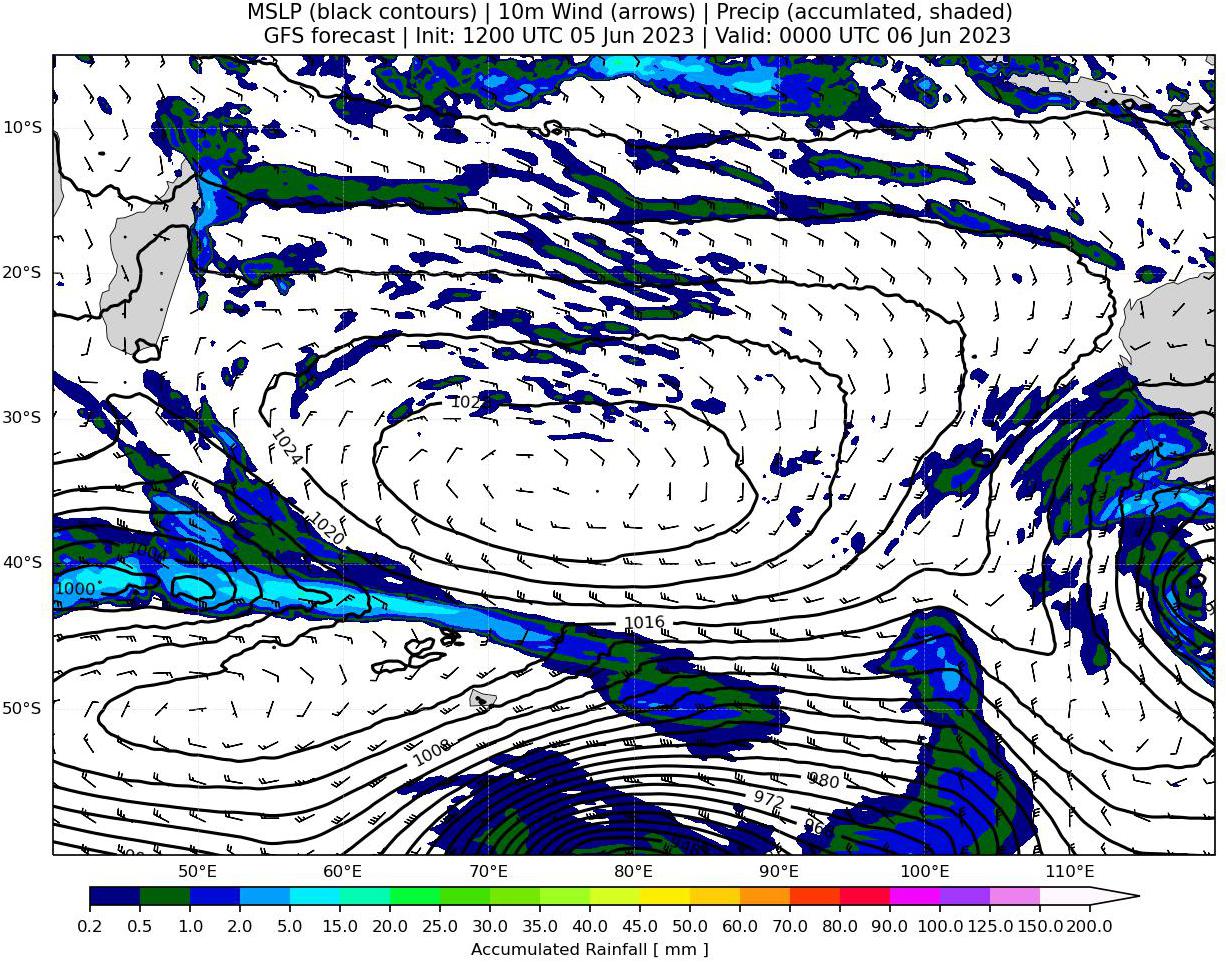 MSLP (black contours) | 10m Wind (arrows) | Precip (accumlated, shaded)
GFS forecast | Init: 1200 UTC 05 Jun 2023 | Valid: 0000 UTC 06 Jun 2023
10°S
20°S
30°S
40°S
50°S
1024
1020
1004
1000
1016
1008
980
972
50°E 60°E 70°E 80°E 90°E 100°E 110°E
0.2 0.5 1.0 2.0 5.0 15.0 20.0 25.0 30.0 35.0 40.0 45.0 50.0 60.0 70.0 80.0 90.0 100.0 125.0 150.0 200.0
Accumulated Rainfall [ mm ]